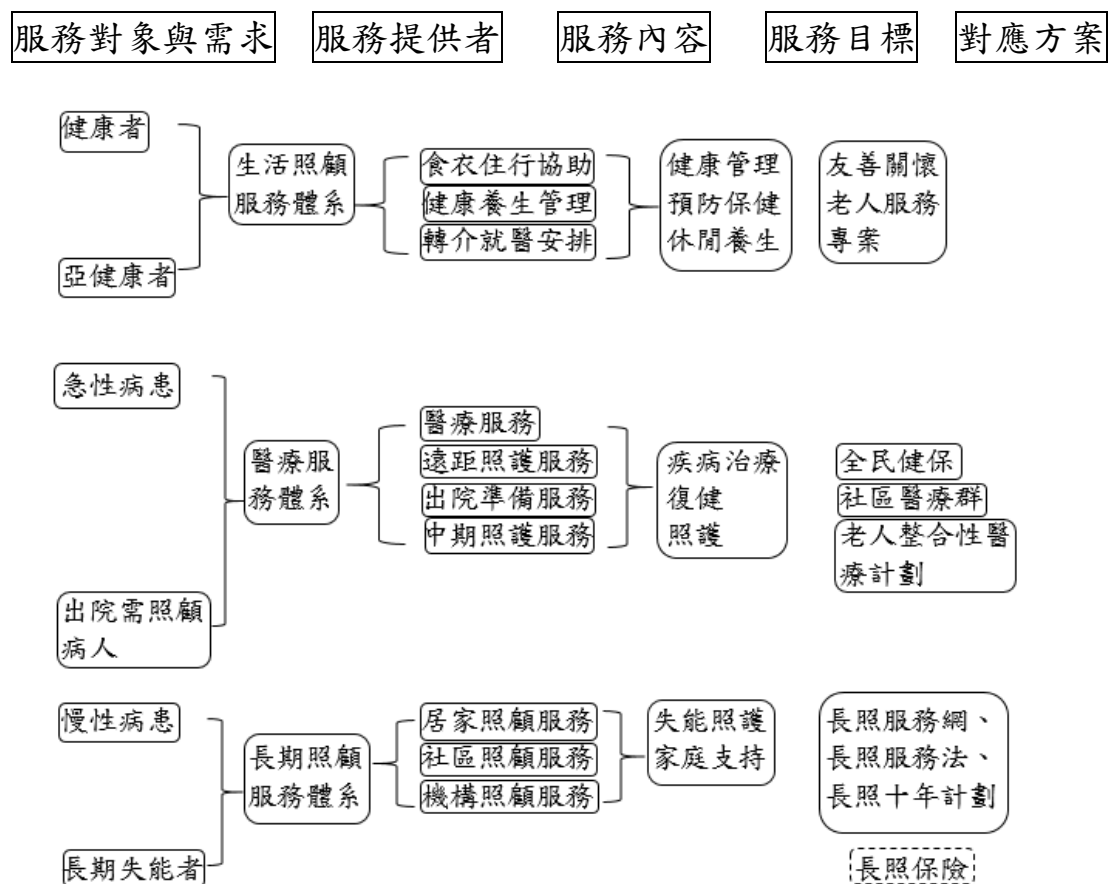 服務對象與需求
服務提供者
服務內容
服務目標
對應方案
健康者
亞健康者
生活照顧
服務體系
食衣住行協助
健康養生管理
轉介就醫安排
健康管理
預防保健
休閒養生
友善關懷
老人服務
專案
急性病患
出院需照顧
病人
醫療服
務體系
醫療服務
遠距照護服務
出院準備服務
中期照護服務
疾病治療
復健
照護
全民健保
社區醫療群
老人整合性醫
療計劃
慢性病患
長期失能者
長期照顧
服務體系
居家照顧服務
社區照顧服務
機構照顧服務
失能照護
家庭支持
長照服務網、
長照服務法、
長照十年計劃
長照保險